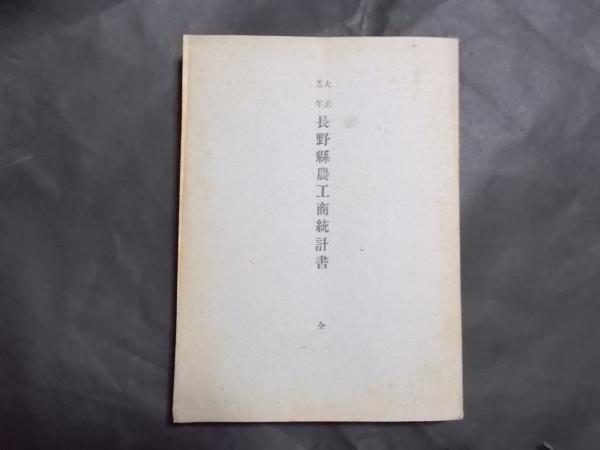 大正五年
長野縣農工商統計書
全